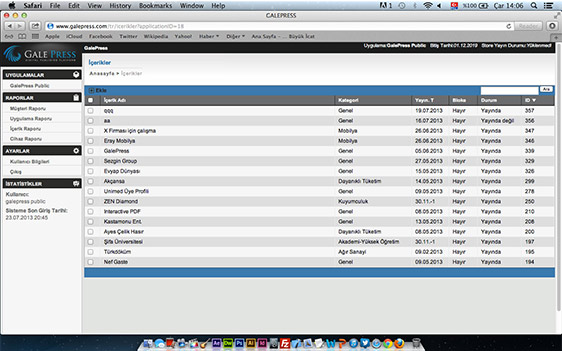 Safari File Edit View History Bookmarks Window Help
%100 Çar 14:06
GALEPRESS
www.galepress.com/tr/icerikler?applicationID=18
Reader
Apple iCloud Facebook Twitter Wikipedia Yahoo! Haber Diğer Ana Sayfa - ... Büyük İcat
GALE PRESS
GalePress
Uygulama:GalePress Public Bitiş Tarihi:01.12.2019 Store Yayın Durumu:Yüklenmedi!
İçerikler
Anasayfa İçerikler
UYGULAMALAR
GalePress Public
RAPORLAR
Müşteri Raporu
Uygulama Raporu
İçerik Raporu
Cihaz Raporu
AYARLAR
Kullanıcı Bilgileri
Çıkış
İSTATİSTİKLER
Kullanıcı:
galepress public
Sisteme Son Giriş Tarihi:
23.07.2013 20:45
Ekle
Ara
İçerik Adı Kategori Yayın. T Bloke Durum ID
qqq Genel 19.07.2013 Hayır Yayında 357
aa Genel 16.07.2013 Hayır Yayında değil 356
X Firması için çalışma Mobilya 26.06.2013 Hayır Yayında 347
Eray Mobilya Mobilya 26.06.2013 Hayır Yayında 346
GalePress Genel 05.06.2013 Hayır Yayında 339
Sezgin Group Genel 27.05.2013 Hayır Yayında 329
Evyap Dünyası Genel 15.05.2013 Hayır Yayında 328
Akçansa Dayanıklı Tüketim 14.05.2013 Hayır Yayında 299
Unimed Üye Profili Genel 09.05.2013 Hayır Yayında 278
ZEN Diamond Kuyumculuk 30.11.-1 Hayır Yayında 250
Interactive PDF Genel 08.05.2013 Hayır Yayında 210
Kastamonu Ent. Genel 13.05.2013 Hayır Yayında 208
Ayes Çelik Hasır Dayanıklı Tüketim 08.05.2013 Hayır Yayında 200
Şifa Üniversitesi Akademi-Yüksek Öğretim 30.11.-1 Hayır Yayında 197
Türktöküm Ağır Sanayi 09.02.2013 Hayır Yayında 195
Nef Gaste Genel 09.05.2013 Hayır Yayında 194